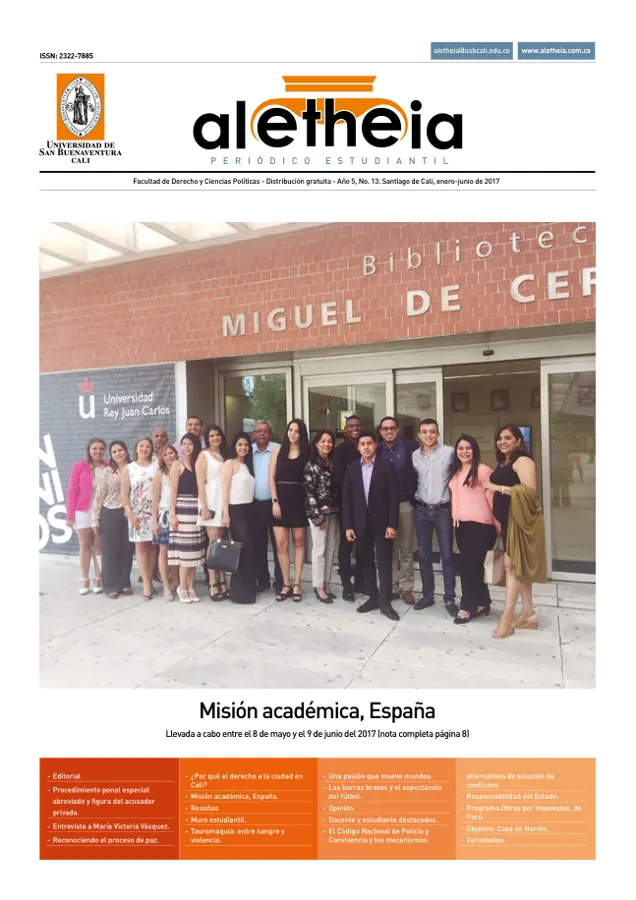 ISSN: 2322-7885
aletheia@usbcali.edu.co
www.aletheia.com.co
UNIVERSIDAD DE
SAN BUENAVENTURA
CALI
aletheia
PERIÓDICO ESTUDIANTIL
Facultad de Derecho y Ciencias Políticas - Distribución gratuita - Año 5, No. 13. Santiago de Cali, enero-junio de 2017
Bibliotec
MIGUEL DE CER
Universidad
Rey Juan Carlos
Misión académica, España
Llevada a cabo entre el 8 de mayo y el 9 de junio del 2017 (nota completa página 8)
- Editorial
- Procedimiento penal especial
abreviado y figura del acusador
privado.
- Entrevista a María Victoria Vásquez.
- Reconociendo el proceso de paz.
- ¿Por qué el derecho a la ciudad en
Cali?
- Misión académica, España.
- Reseñas
- Muro estudiantil.
- Tauromaquia: entre sangre y
violencia.
- Una pasión que mueve mundos.
- Las barras bravas y el espectáculo
del fútbol.
- Opinión.
- Docente y estudiante destacados.
- El Código Nacional de Policía y
Convivencia y los mecanismos
alternativos de solución de
conflictos.
- Responsabilidad del Estado.
- Programa Obras por Impuestos, de
Perú.
- Objetivo: Casa de Nariño.
- Variedades.